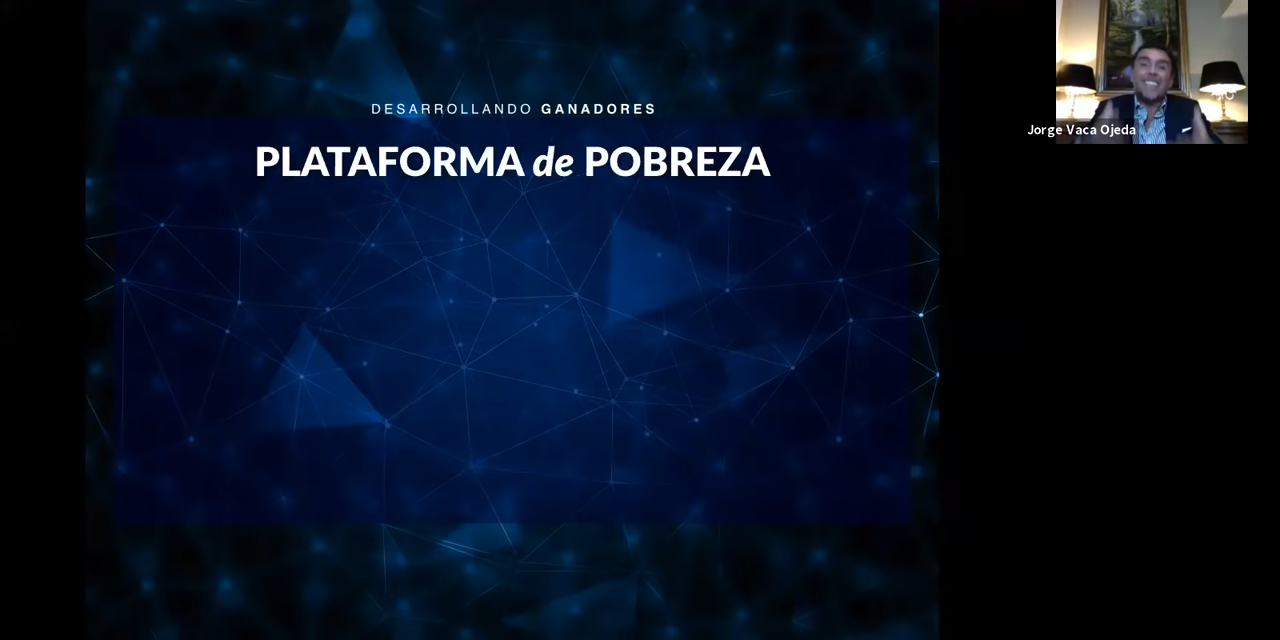 DESARROLLANDO GANADORES
PLATAFORMA de POBREZA
Jorge Vaca Ojeda